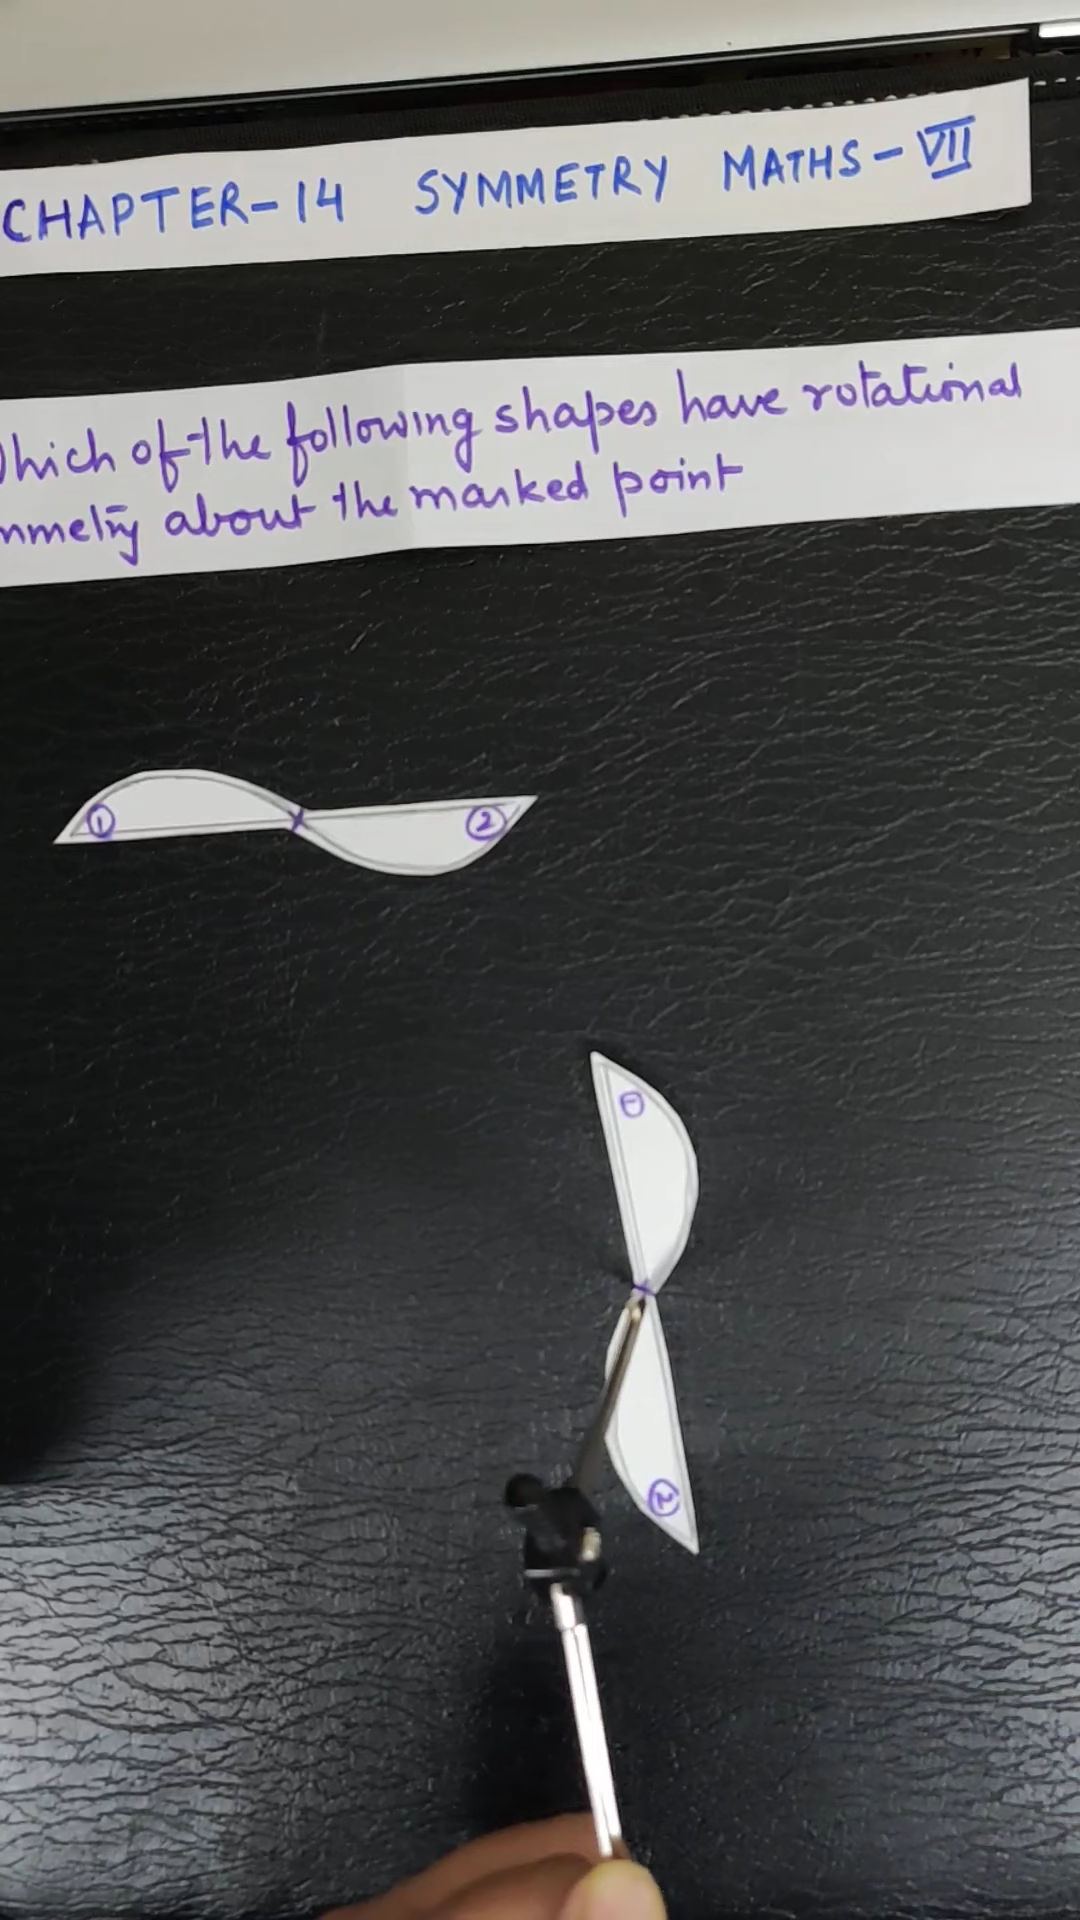 CHAPTER-14 SYMMETRY MATHS-VII
hich of the following shapes have rotational
mmetry about the marked point
1
2
1
2